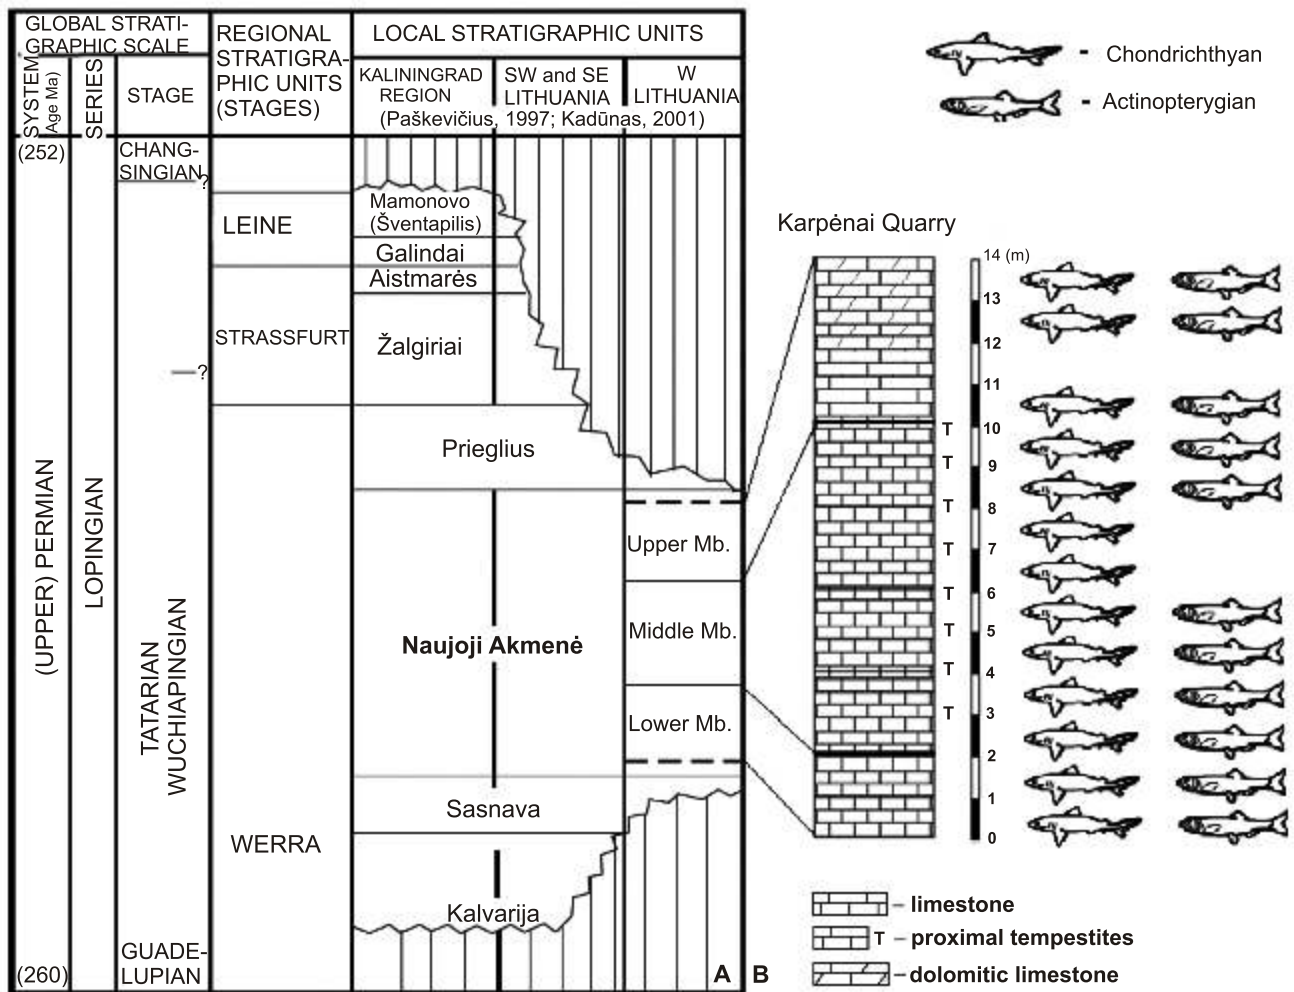 GLOBAL STRATI-
GRAPHIC SCALE
SYSTEM
Age Ma)
SERIES
STAGE
REGIONAL
STRATIGRA-
PHIC UNITS
(STAGES)
LOCAL STRATIGRAPHIC UNITS
KALININGRAD
REGION
SW and SE
LITHUANIA
W
LITHUANIA
(Paškevičius, 1997; Kadūnas, 2001)
(252)
(UPPER) PERMIAN
(260)
LOPINGIAN
CHANG-
SINGIAN
?
?
TATARIAN
WUCHIAPINGIAN
GUADE-
LUPIAN
LEINE
STRASSFURT
WERRA
Mamonovo
(Šventapilis)
Galindai
Aistmarės
Žalgiriai
Prieglius
Naujoji Akmenė
Sasnava
Kalvarija
Upper Mb.
Middle Mb.
Lower Mb.
A
B
- Chondrichthyan
- Actinopterygian
Karpėnai Quarry
14 (m)
13
12
11
T 10
T 9
T 8
T 7
T 6
T 5
T 4
T 3
2
1
0
– limestone
T – proximal tempestites
– dolomitic limestone